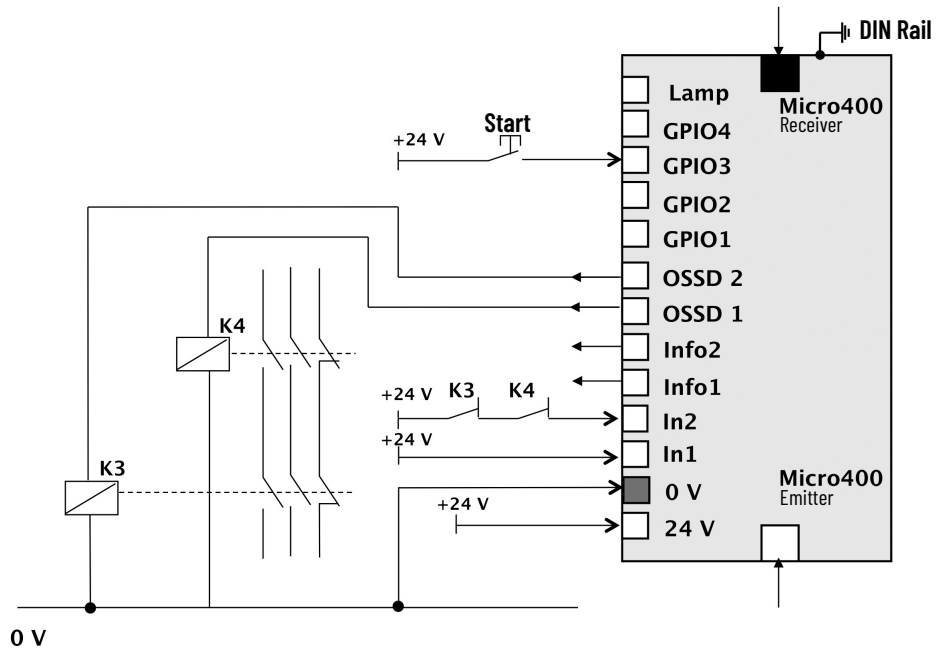 DIN Rail
Lamp
Micro400
Receiver
GPIO4
Start
+24 V
GPIO3
GPIO2
GPIO1
OSSD 2
OSSD 1
K4
Info2
Info1
+24 V
K3
K4
In2
+24 V
In1
K3
Micro400
Emitter
0 V
+24 V
24 V
0 V